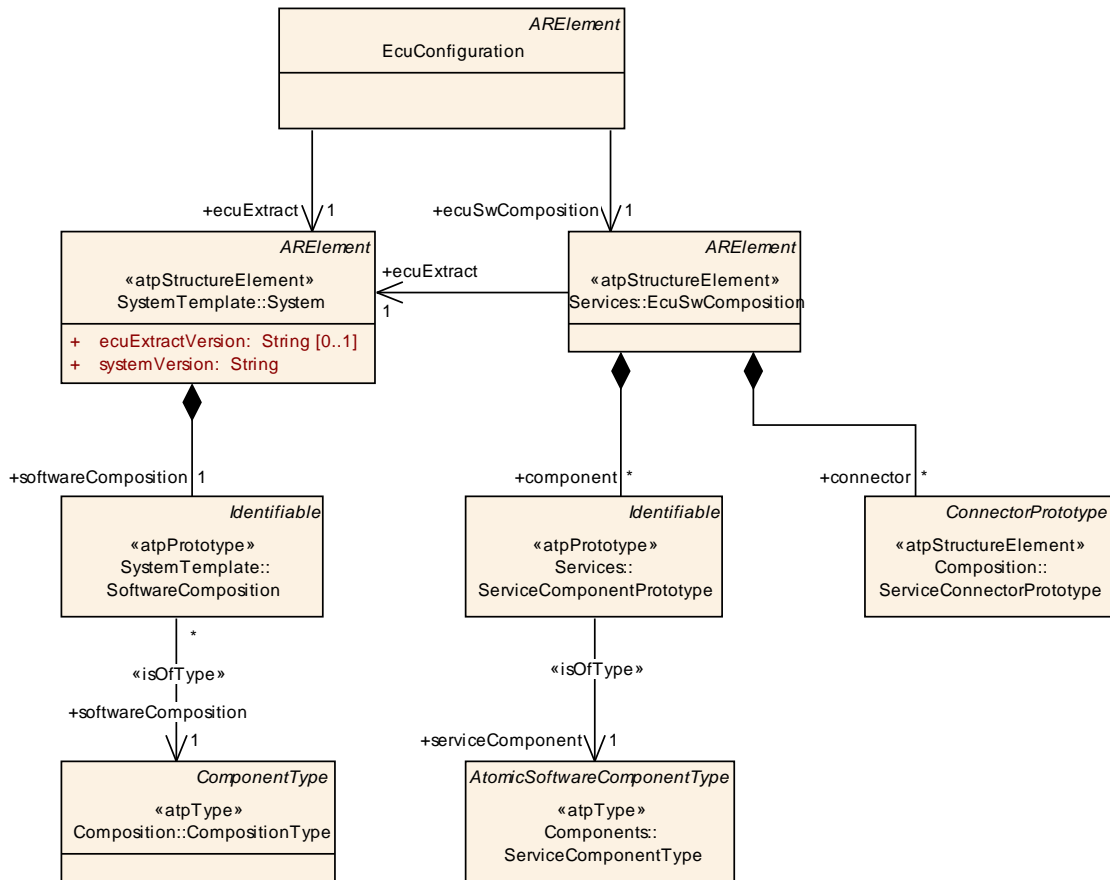 ARElement
EcuConfiguration
+ecuExtract 1
+ecuSwComposition 1
ARElement
«atpStructureElement»
SystemTemplate::System
+ ecuExtractVersion: String [0..1]
+ systemVersion: String
+ecuExtract
1
ARElement
«atpStructureElement»
Services::EcuSwComposition
+softwareComposition 1
+component *
+connector *
Identifiable
«atpPrototype»
SystemTemplate::
SoftwareComposition
Identifiable
«atpPrototype»
Services::
ServiceComponentPrototype
ConnectorPrototype
«atpStructureElement»
Composition::
ServiceConnectorPrototype
*
«isOfType»
+softwareComposition
1
«isOfType»
+serviceComponent 1
ComponentType
«atpType»
Composition::CompositionType
AtomicSoftwareComponentType
«atpType»
Components::
ServiceComponentType